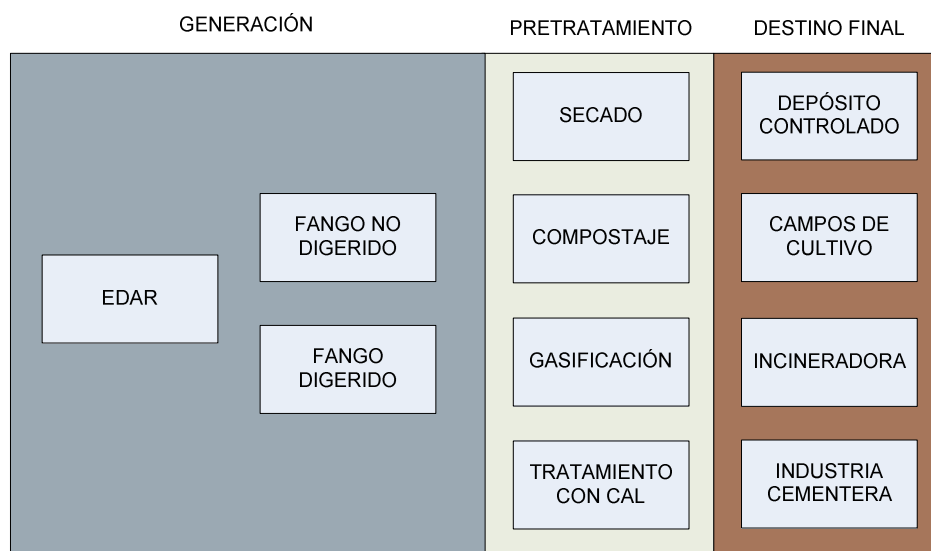 GENERACIÓN
PRETRATAMIENTO
DESTINO FINAL
EDAR
FANGO NO
DIGERIDO
FANGO
DIGERIDO
SECADO
COMPOSTAJE
GASIFICACIÓN
TRATAMIENTO
CON CAL
DEPÓSITO
CONTROLADO
CAMPOS DE
CULTIVO
INCINERADORA
INDUSTRIA
CEMENTERA